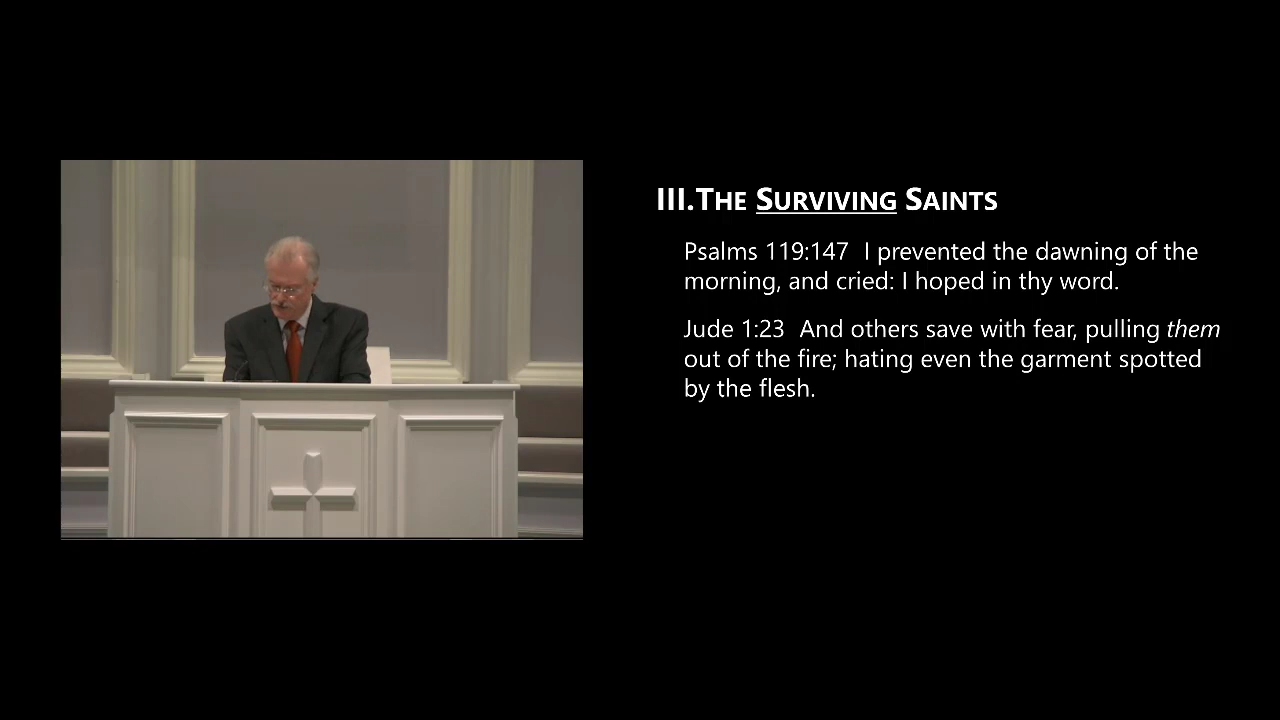 III. THE SURVIVING SAINTS
Psalms 119:147 I prevented the dawning of the
morning, and cried: I hoped in thy word.
Jude 1:23 And others save with fear, pulling them
out of the fire; hating even the garment spotted
by the flesh.